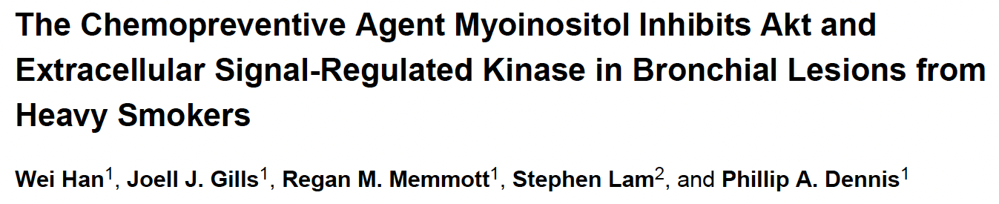 The Chemopreventive Agent Myoinositol Inhibits Akt and
Extracellular Signal-Regulated Kinase in Bronchial Lesions from
Heavy Smokers
Wei Han1, Joell J. Gills1, Regan M. Memmott1, Stephen Lam2, and Phillip A. Dennis1